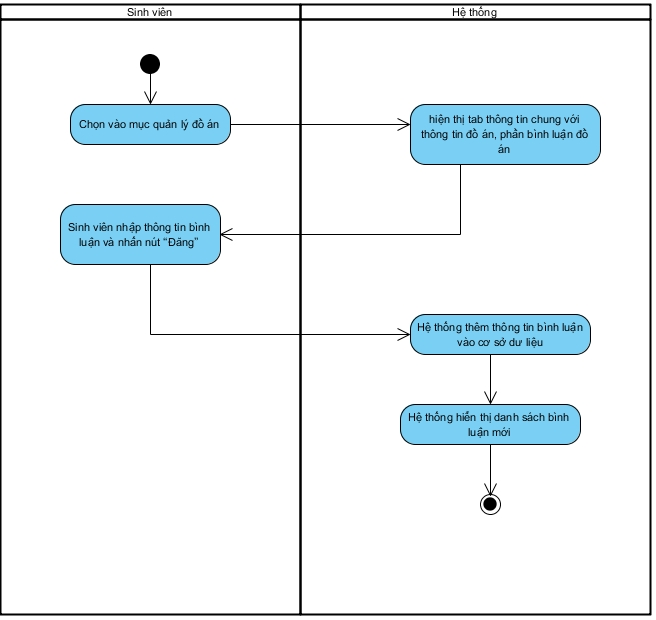 Sinh viên
Hệ thống
Chọn vào mục quản lý đồ án
hiện thị tab thông tin chung với
thông tin đồ án, phần bình luận đồ
án
Sinh viên nhập thông tin bình
luận và nhấn nút “Đăng”
Hệ thống thêm thông tin bình luận
vào cơ sở dư liệu
Hệ thống hiển thị danh sách bình
luận mới